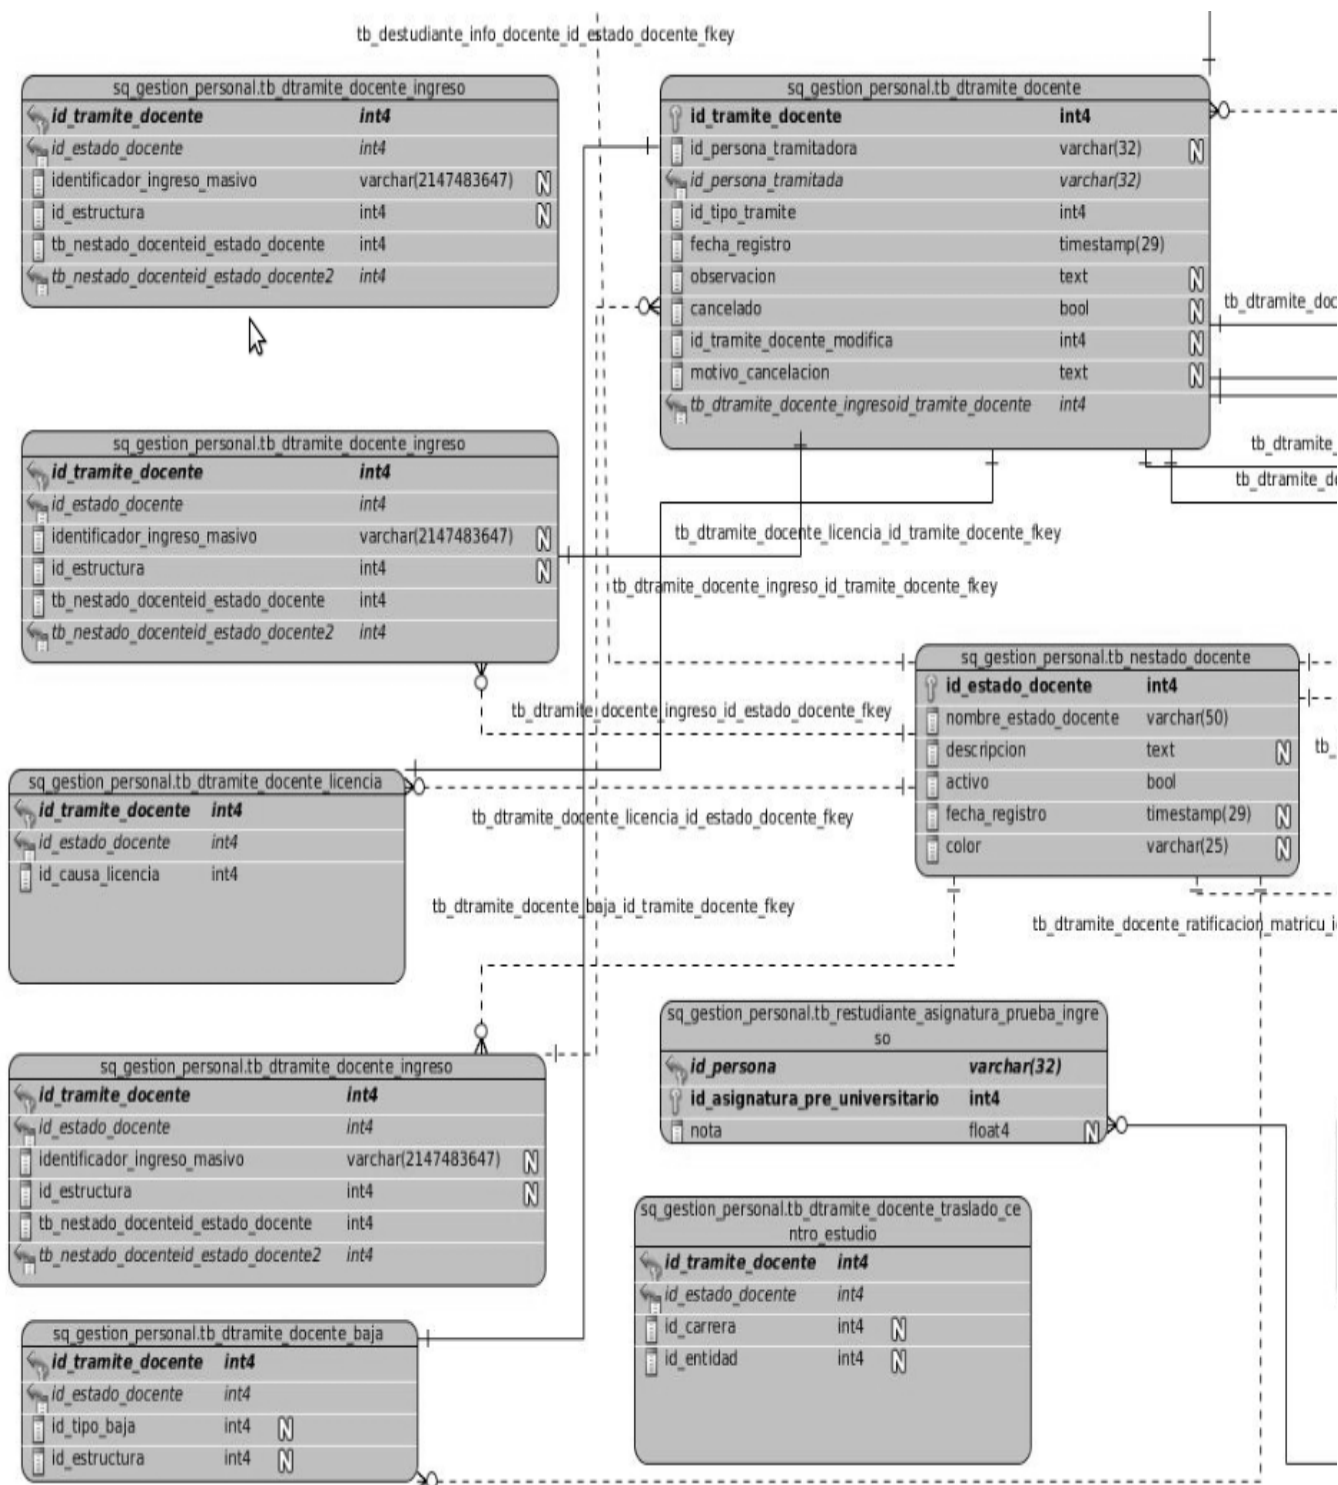 tb_destudiante_info_docente_id_estado_docente_fkey
sq_gestion_personal.tb_dtramite_docente_ingreso
id_tramite_docente int4
id_estado_docente int4
identificador_ingreso_masivo varchar(2147483647) N
id_estructura int4 N
tb_nestado_docenteid_estado_docente int4
tb_nestado_docenteid_estado_docente2 int4
sq_gestion_personal.tb_dtramite_docente
id_tramite_docente int4
id_persona_tramitadora varchar(32) N
id_persona_tramitada varchar(32)
id_tipo_tramite int4
fecha_registro timestamp(29)
observacion text N
cancelado bool N
id_tramite_docente_modifica int4 N
motivo_cancelacion text N
tb_dtramite_docente_ingresoid_tramite_docente int4
tb_dtramite_doc
tb_dtramite_
tb_dtramite_de
sq_gestion_personal.tb_dtramite_docente_ingreso
id_tramite_docente int4
id_estado_docente int4
identificador_ingreso_masivo varchar(2147483647) N
id_estructura int4 N
tb_nestado_docenteid_estado_docente int4
tb_nestado_docenteid_estado_docente2 int4
tb_dtramite_docente_licencia_id_tramite_docente_fkey
tb_dtramite_docente_ingreso_id_tramite_docente_fkey
sq_gestion_personal.tb_nestado_docente
id_estado_docente int4
nombre_estado_docente varchar(50)
descripcion text N
activo bool
fecha_registro timestamp(29) N
color varchar(25) N
tb_
tb_dtramite_docente_ingreso_id_estado_docente_fkey
sq_gestion_personal.tb_dtramite_docente_licencia
id_tramite_docente int4
id_estado_docente int4
id_causa_licencia int4
tb_dtramite_docente_licencia_id_estado_docente_fkey
tb_dtramite_docente_baja_id_tramite_docente_fkey
tb_dtramite_docente_ratificacion_matricu_i
sq_gestion_personal.tb_restudiante_asignatura_prueba_ingre
so
id_persona varchar(32)
id_asignatura_pre_universitario int4
nota float4 N
sq_gestion_personal.tb_dtramite_docente_ingreso
id_tramite_docente int4
id_estado_docente int4
identificador_ingreso_masivo varchar(2147483647) N
id_estructura int4 N
tb_nestado_docenteid_estado_docente int4
tb_nestado_docenteid_estado_docente2 int4
sq_gestion_personal.tb_dtramite_docente_traslado_ce
ntro_estudio
id_tramite_docente int4
id_estado_docente int4
id_carrera int4 N
id_entidad int4 N
sq_gestion_personal.tb_dtramite_docente_baja
id_tramite_docente int4
id_estado_docente int4
id_tipo_baja int4 N
id_estructura int4 N